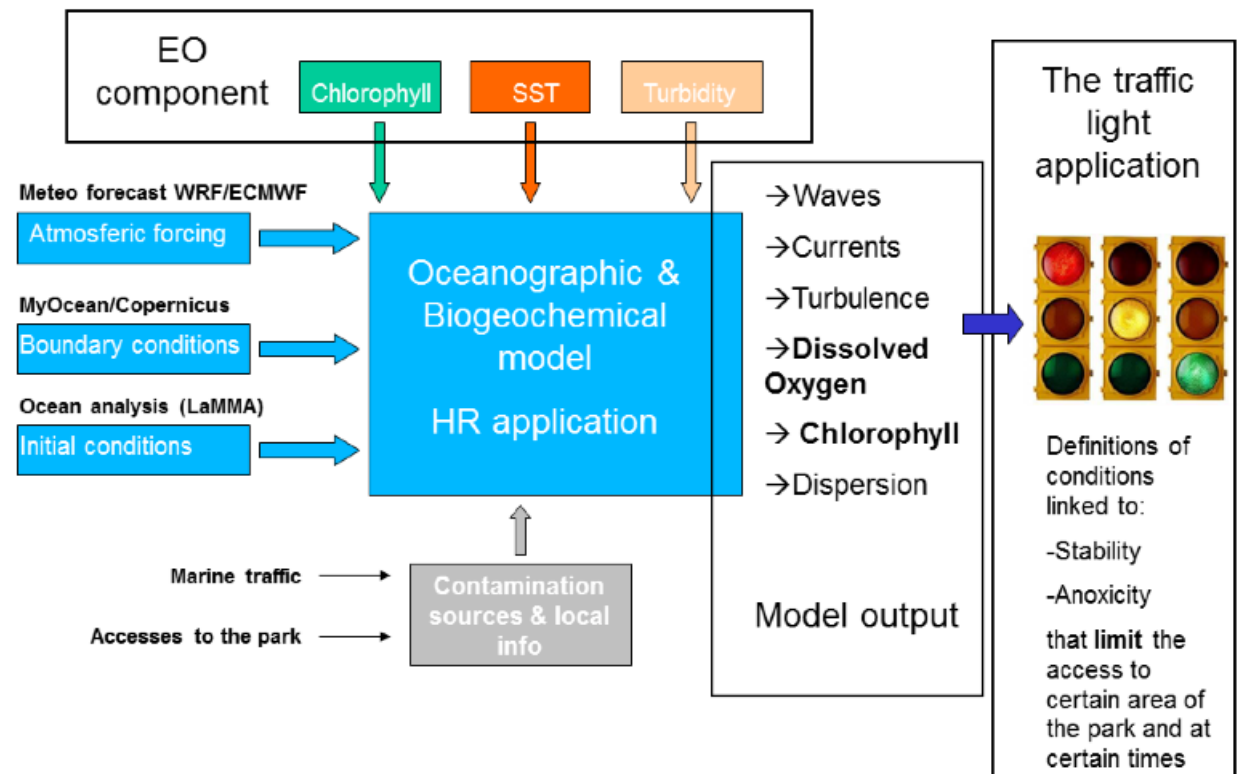 EO
component
Chlorophyll
SST
Turbidity
Meteo forecast WRF/ECMWF
Atmosferic forcing
MyOcean/Copernicus
Boundary conditions
Ocean analysis (LaMMA)
Initial conditions
Oceanographic &
Biogeochemical
model
HR application
Marine traffic
Accesses to the park
Contamination
sources & local
info
→Waves
→Currents
→Turbulence
→Dissolved
Oxygen
→ Chlorophyll
→Dispersion
Model output
The traffic
light
application
Definitions of
conditions
linked to:
-Stability
-Anoxicity
that limit the
access to
certain area of
the park and at
certain times